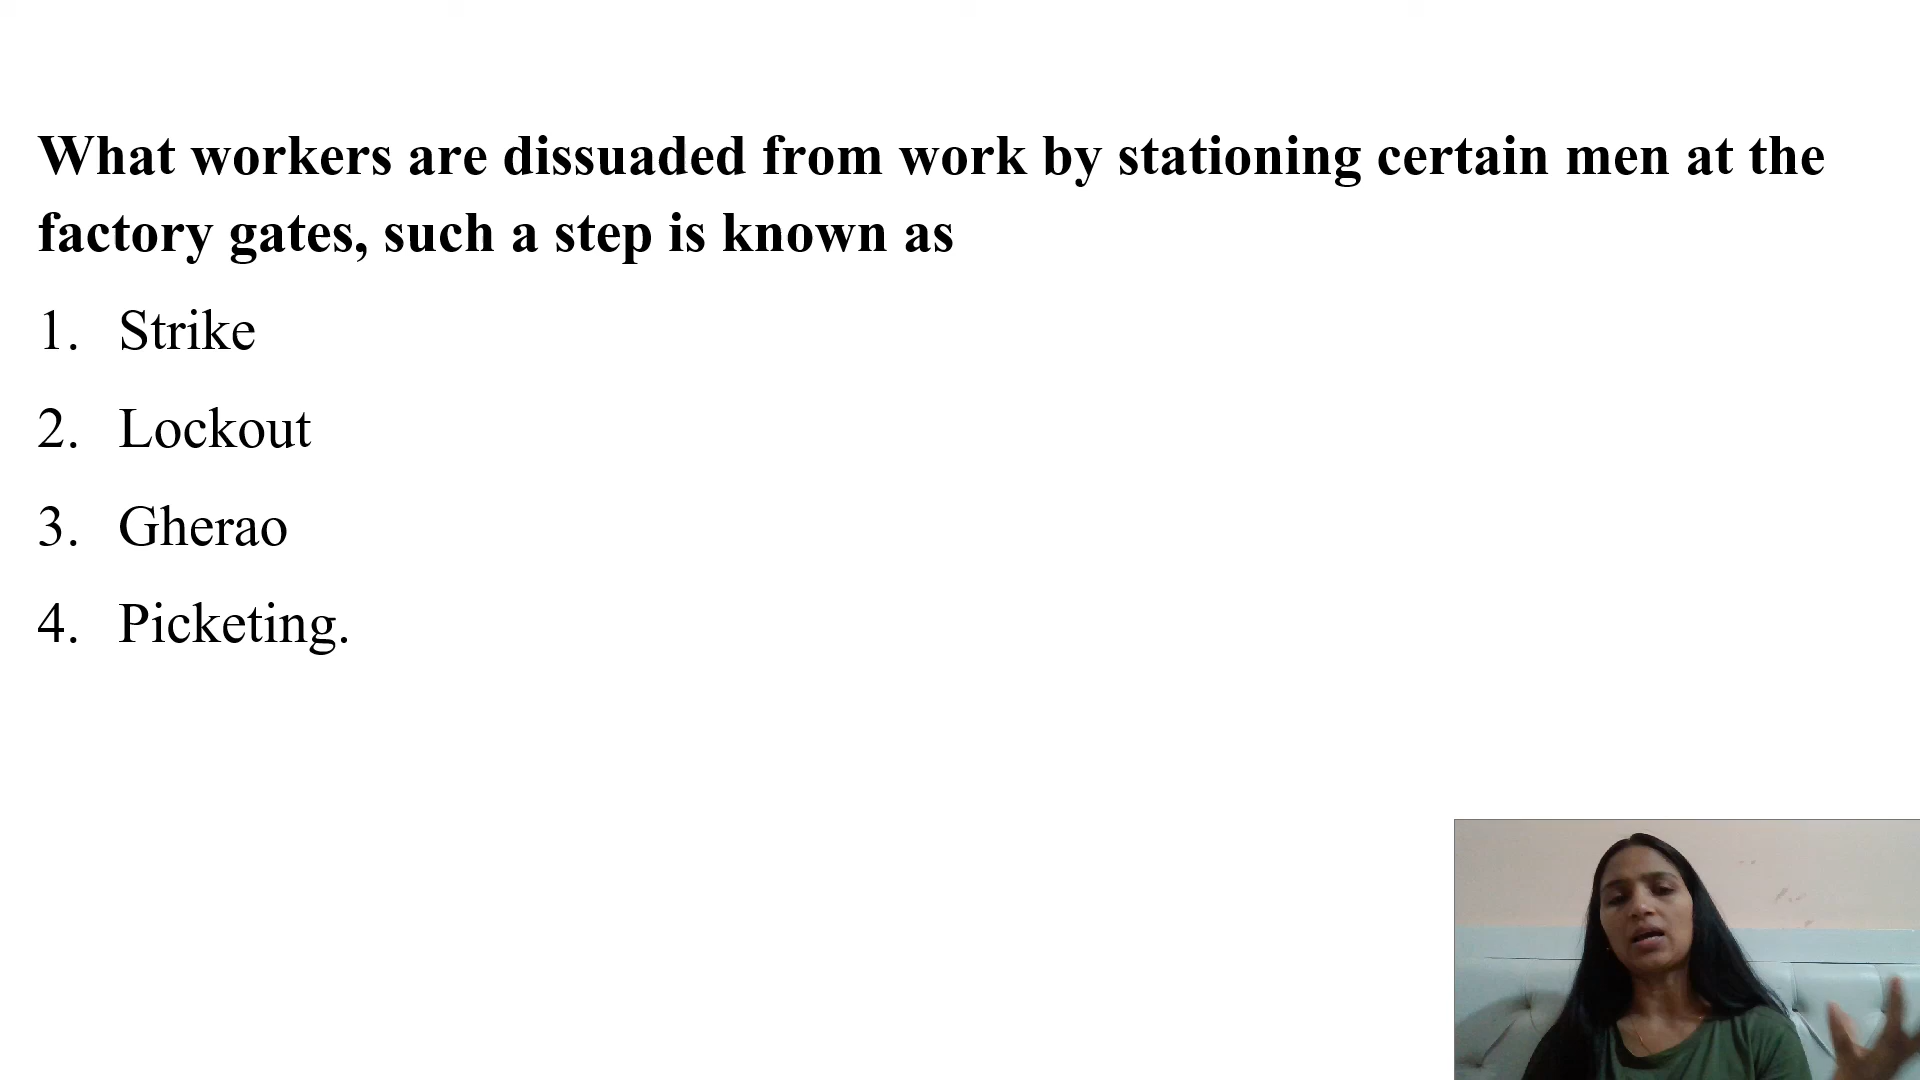 What workers are dissuaded from work by stationing certain men at the
factory gates, such a step is known as
1. Strike
2. Lockout
3. Gherao
4. Picketing.